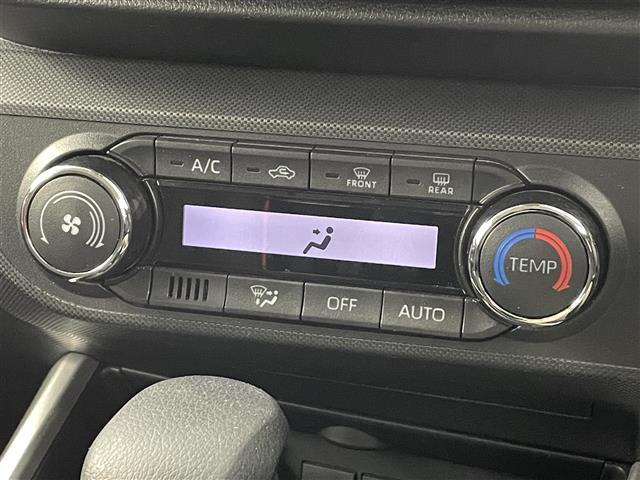 A/C
FRONT
REAR
TEMP
OFF
AUTO